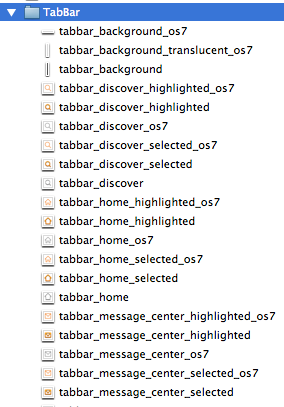 TabBar
tabbar_background_os7
tabbar_background_translucent_os7
tabbar_background
tabbar_discover_highlighted_os7
tabbar_discover_highlighted
tabbar_discover_os7
tabbar_discover_selected_os7
tabbar_discover_selected
tabbar_discover
tabbar_home_highlighted_os7
tabbar_home_highlighted
tabbar_home_os7
tabbar_home_selected_os7
tabbar_home_selected
tabbar_home
tabbar_message_center_highlighted_os7
tabbar_message_center_highlighted
tabbar_message_center_os7
tabbar_message_center_selected_os7
tabbar_message_center_selected